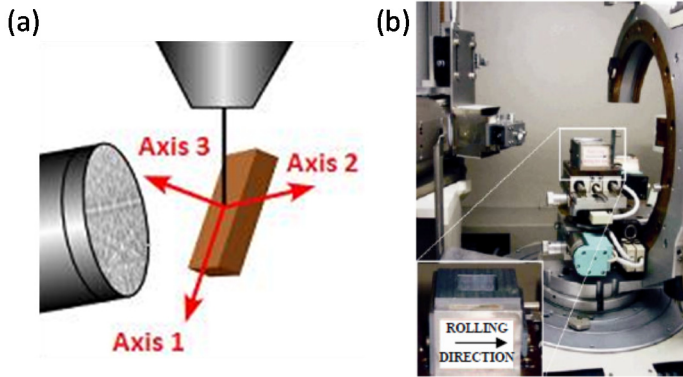 (a)
(b)
Axis 3
Axis 2
Axis 1
ROLLING
DIRECTION